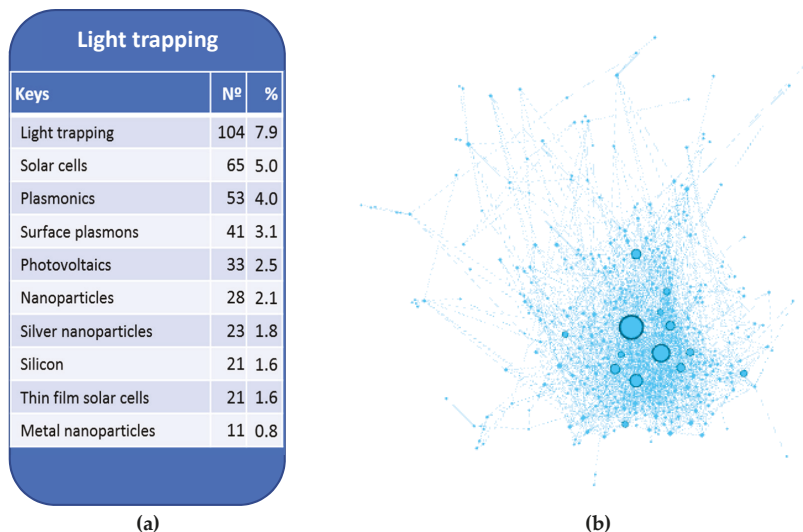 Light trapping
Keys Nº %
Light trapping 104 7.9
Solar cells 65 5.0
Plasmonics 53 4.0
Surface plasmons 41 3.1
Photovoltaics 33 2.5
Nanoparticles 28 2.1
Silver nanoparticles 23 1.8
Silicon 21 1.6
Thin film solar cells 21 1.6
Metal nanoparticles 11 0.8
(a) (b)